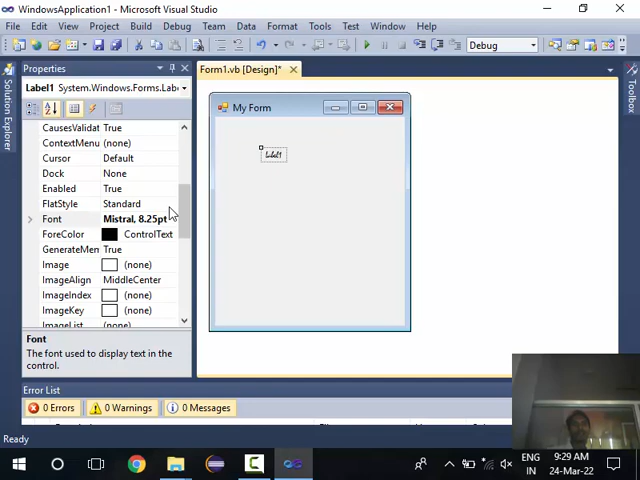 WindowsApplication1 - Microsoft Visual Studio
File Edit View Project Build Debug Team Data Format Tools Test Window Help
Debug
Properties
Form1.vb [Design]*
Label1 System.Windows.Forms.Labe
My Form
Label1
CausesValidat True
ContextMenu (none)
Cursor Default
Dock None
Enabled True
FlatStyle Standard
Font Mistral, 8.25pt
ForeColor ControlText
GenerateMem True
Image (none)
ImageAlign MiddleCenter
ImageIndex (none)
ImageKey (none)
ImageList (none)
Font
The font used to display text in the
control.
Solution Explorer
Toolbox
Error List
0 Errors 0 Warnings 0 Messages
Ready
ENG
IN
9:29 AM
24-Mar-22